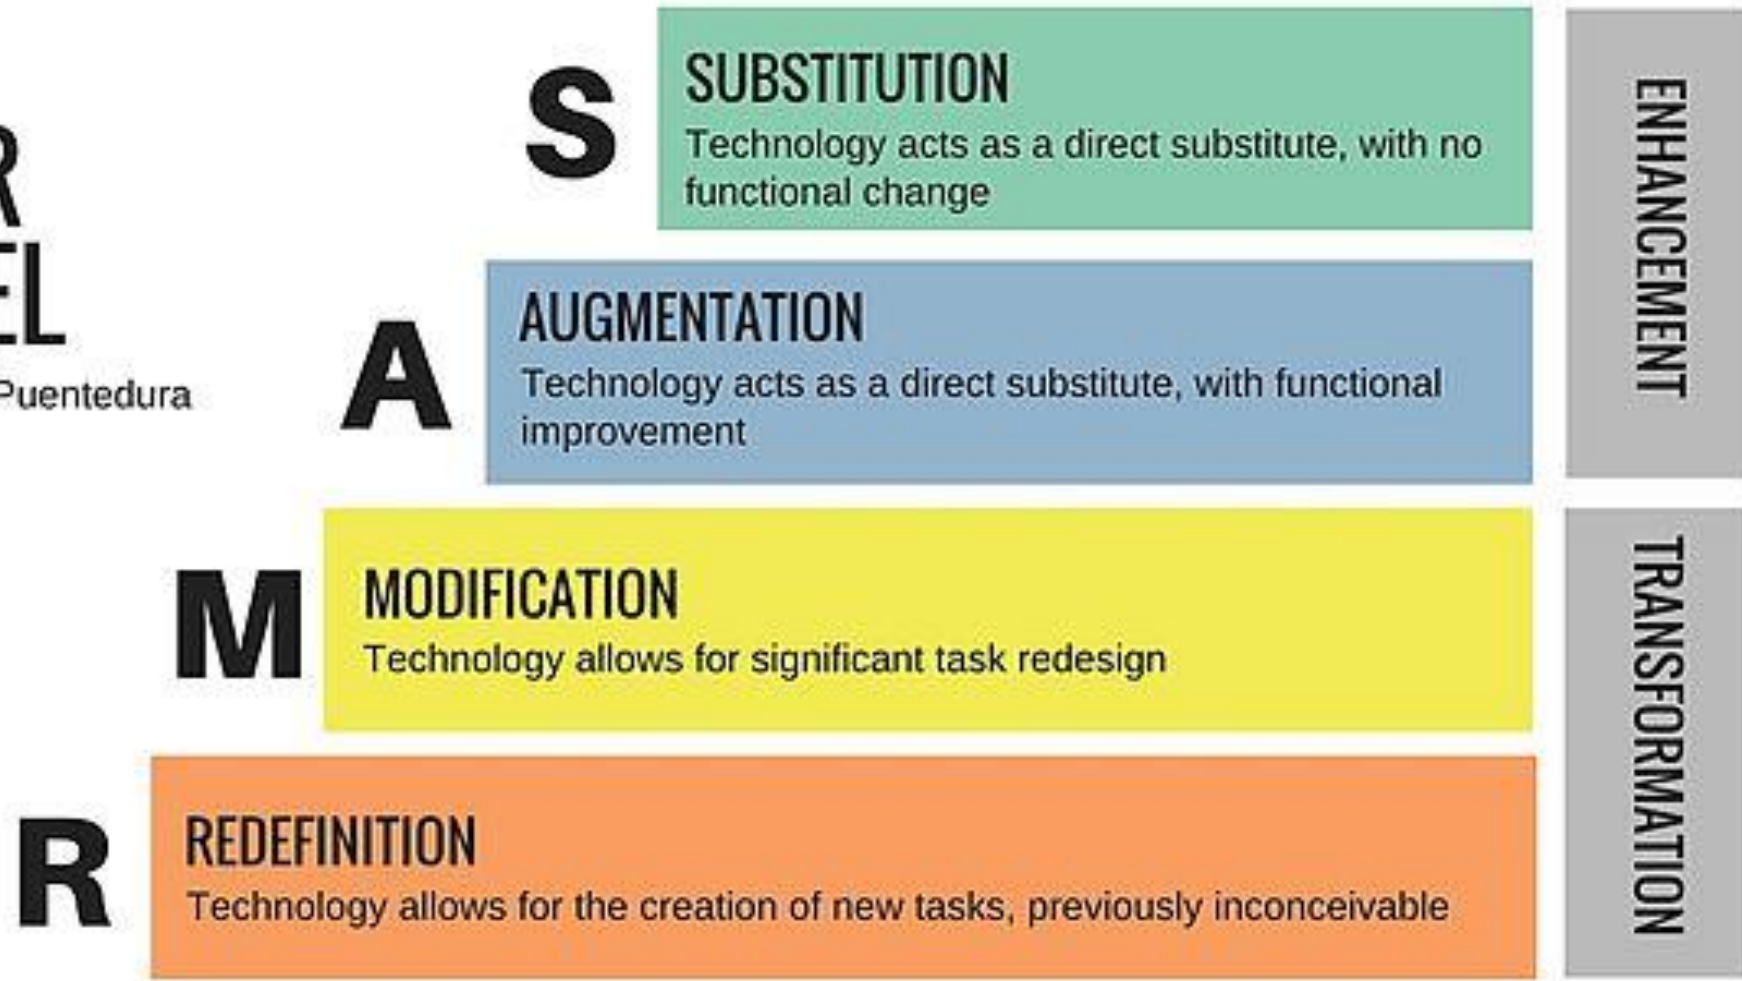 R
EL
Puentedura
S
SUBSTITUTION
Technology acts as a direct substitute, with no
functional change
A
AUGMENTATION
Technology acts as a direct substitute, with functional
improvement
M
MODIFICATION
Technology allows for significant task redesign
R
REDEFINITION
Technology allows for the creation of new tasks, previously inconceivable
ENHANCEMENT
TRANSFORMATION